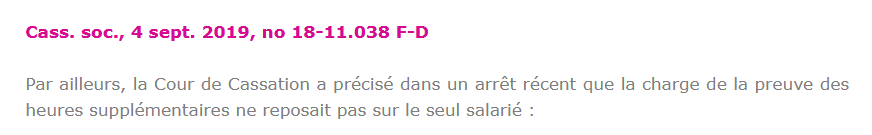 Cass. soc., 4 sept. 2019, no 18-11.038 F-D
Par ailleurs, la Cour de Cassation a précisé dans un arrêt récent que la charge de la preuve des
heures supplémentaires ne reposait pas sur le seul salarié :